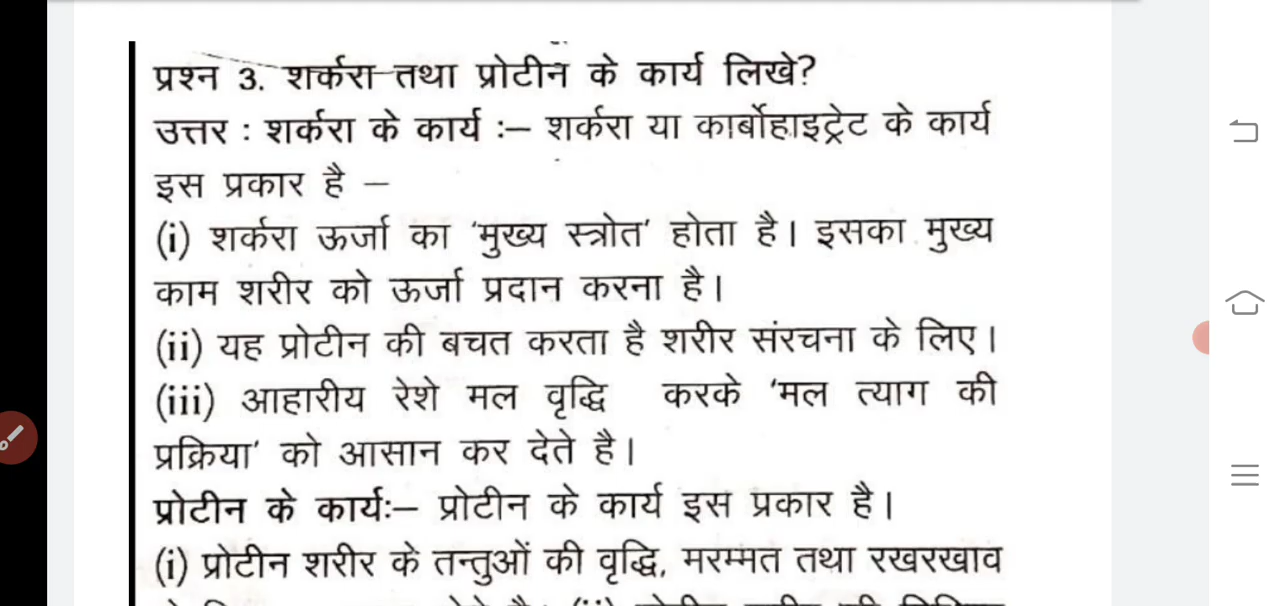 प्रश्न 3. शर्करा तथा प्रोटीन के कार्य लिखे?
उत्तर : शर्करा के कार्य :– शर्करा या कार्बोहाइट्रेट के कार्य
इस प्रकार है –
(i) शर्करा ऊर्जा का ‘मुख्य स्त्रोत’ होता है। इसका मुख्य
काम शरीर को ऊर्जा प्रदान करना है।
(ii) यह प्रोटीन की बचत करता है शरीर संरचना के लिए।
(iii) आहारीय रेशे मल वृद्धि करके ‘मल त्याग की
प्रक्रिया’ को आसान कर देते है।
प्रोटीन के कार्यः– प्रोटीन के कार्य इस प्रकार है।
(i) प्रोटीन शरीर के तन्तुओं की वृद्धि, मरम्मत तथा रखरखाव